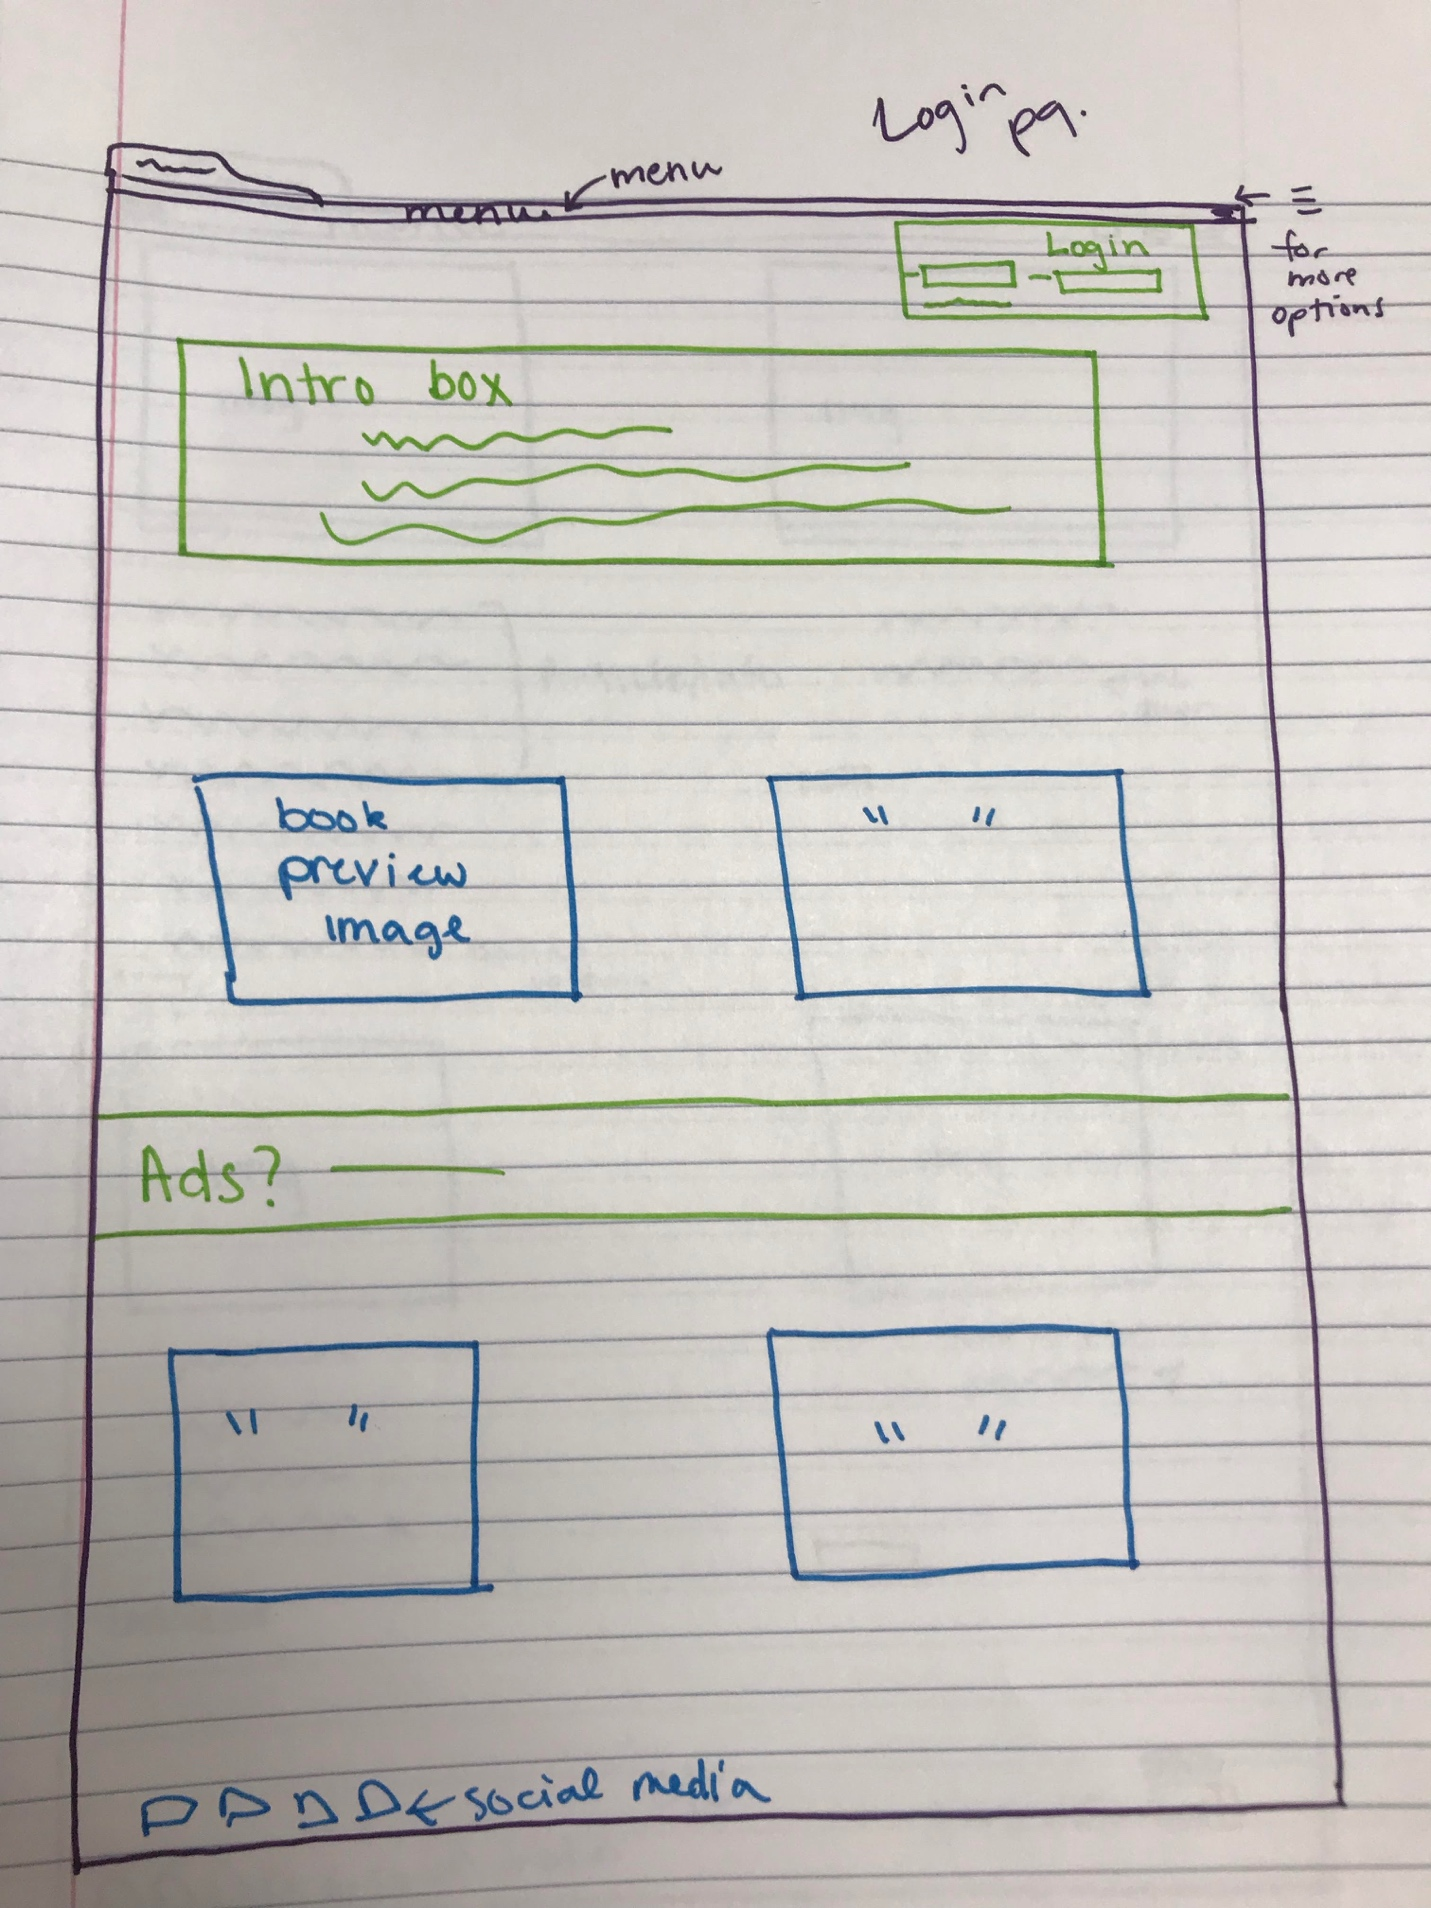 Login pg.
menu
menu
for
more
options
Login
Intro box
book
preview
image
" "
Ads?
" "
" "
social media